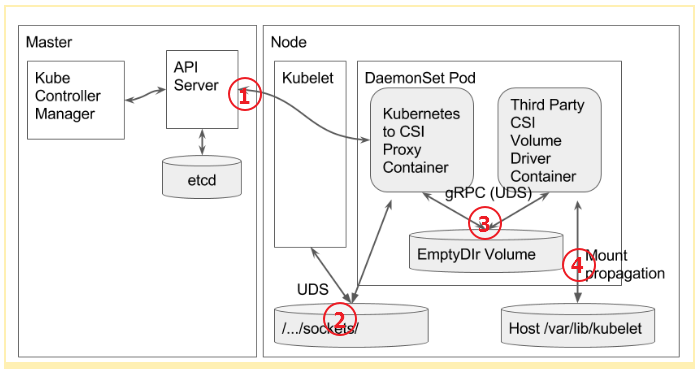 Master
Kube
Controller
Manager
API
Server
etcd
1
Node
Kubelet
DaemonSet Pod
Kubernetes
to CSI
Proxy
Container
Third Party
CSI
Volume
Driver
Container
gRPC (UDS)
3
EmptyDIr Volume
4
Mount
propagation
UDS
2
/.../sockets/
Host /var/lib/kubelet